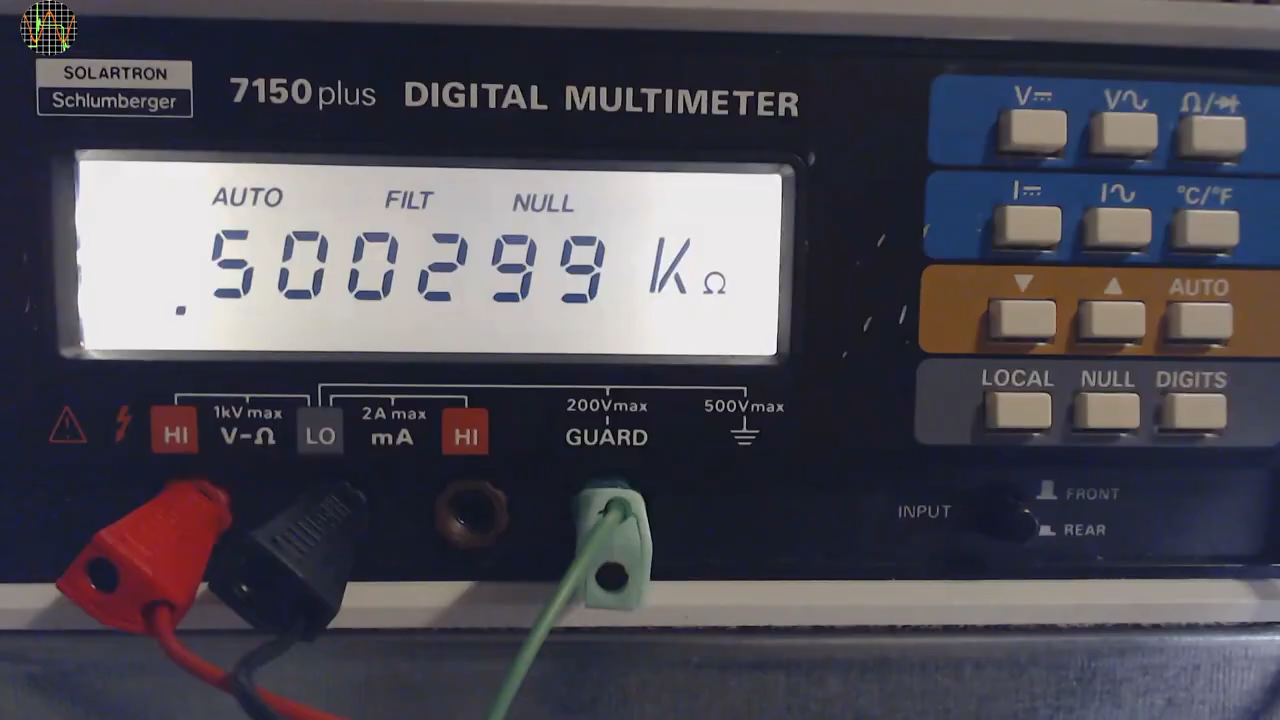 SOLARTRON
Schlumberger
7150 plus DIGITAL MULTIMETER
AUTO FILT NULL
.500299 KΩ
V⎓ V∿ Ω/
I⎓ I∿ °C/°F
▼ ▲ AUTO
LOCAL NULL DIGITS
1kV max 2A max 200Vmax 500Vmax
HI V-Ω LO mA HI GUARD
INPUT FRONT
REAR